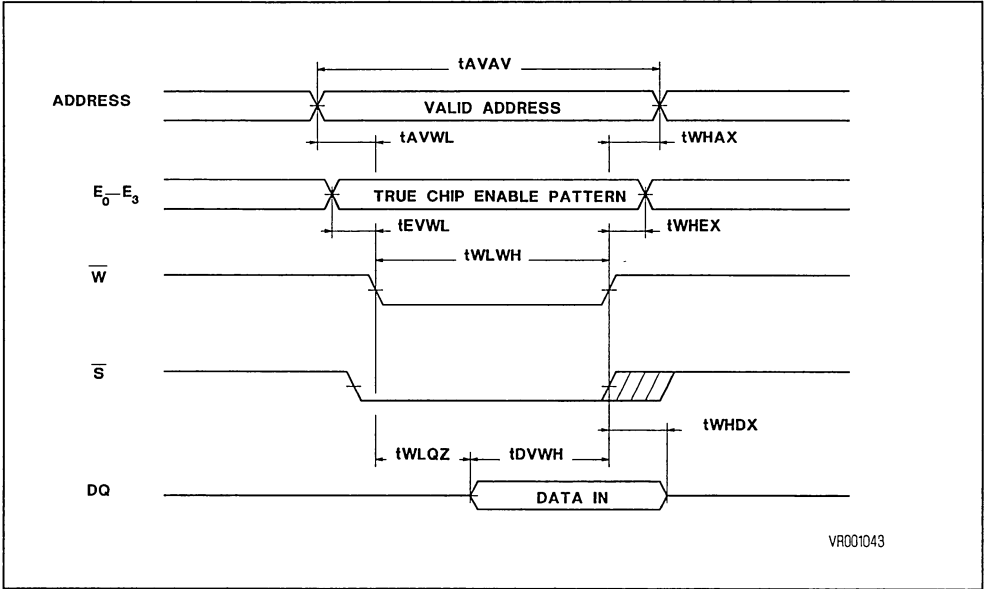 tAVAV
ADDRESS
VALID ADDRESS
tAVWL
tWHAX
E0—E3
TRUE CHIP ENABLE PATTERN
tEVWL
tWHEX
tWLWH
W
S
tWHDX
tWLQZ
tDVWH
DQ
DATA IN
VR001043